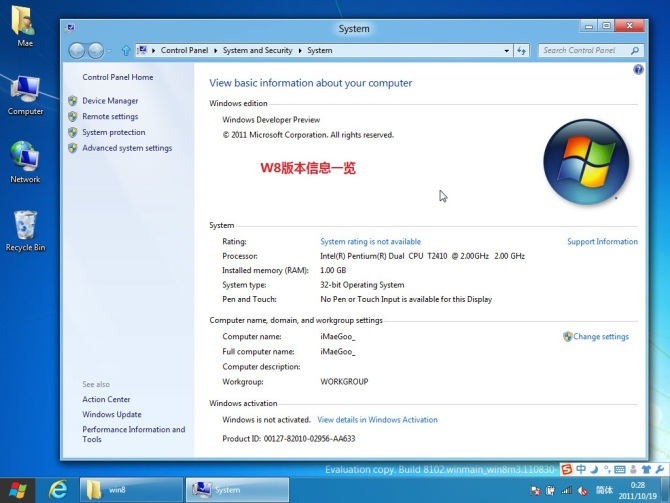 System
Mae
Computer
Network
Recycle Bin
Control Panel
System and Security
System
Search Control Panel
Control Panel Home
Device Manager
Remote settings
System protection
Advanced system settings
See also
Action Center
Windows Update
Performance Information and
Tools
View basic information about your computer
Windows edition
Windows Developer Preview
© 2011 Microsoft Corporation. All rights reserved.
W8版本信息一览
System
Rating: System rating is not available Support Information
Processor: Intel(R) Pentium(R) Dual CPU T2410 @ 2.00GHz 2.00 GHz
Installed memory (RAM): 1.00 GB
System type: 32-bit Operating System
Pen and Touch: No Pen or Touch Input is available for this Display
Computer name, domain, and workgroup settings
Computer name: iMaeGoo_ Change settings
Full computer name: iMaeGoo_
Computer description:
Workgroup: WORKGROUP
Windows activation
Windows is not activated. View details in Windows Activation
Product ID: 00127-82010-02956-AA633
Evaluation copy. Build 8102.winmain_win8m3.110830-
中
win8
System
简体
0:28
2011/10/19